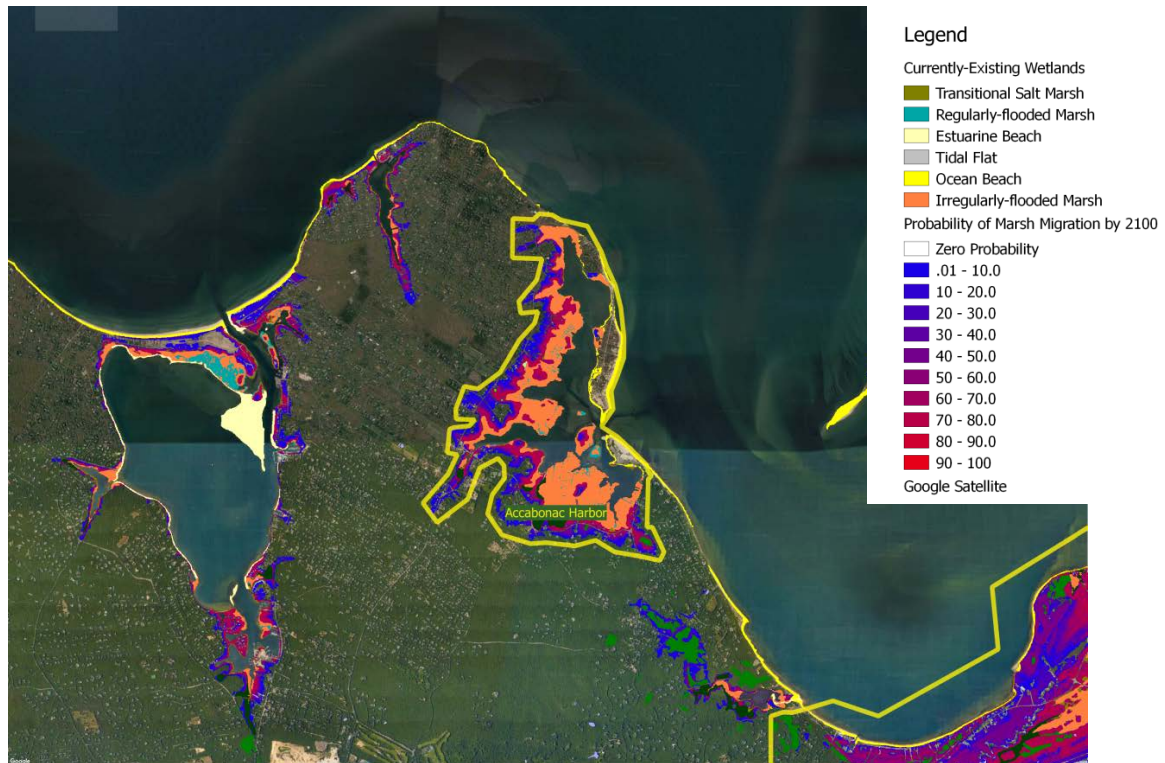 Legend
Currently-Existing Wetlands
Transitional Salt Marsh
Regularly-flooded Marsh
Estuarine Beach
Tidal Flat
Ocean Beach
Irregularly-flooded Marsh
Probability of Marsh Migration by 2100
Zero Probability
.01 - 10.0
10 - 20.0
20 - 30.0
30 - 40.0
40 - 50.0
50 - 60.0
60 - 70.0
70 - 80.0
80 - 90.0
90 - 100
Google Satellite
Accabonac Harbor
Google